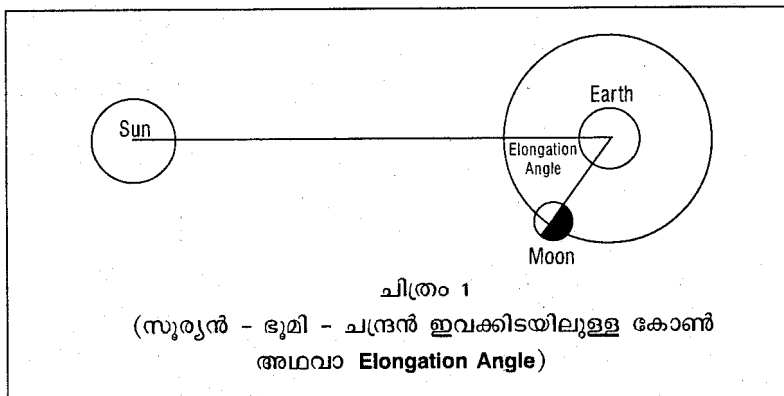 Sun
Earth
Elongation
Angle
Moon
ചിത്രം 1
(സൂര്യൻ - ഭൂമി - ചന്ദ്രൻ ഇവക്കിടയിലുള്ള കോൺ
അഥവാ Elongation Angle)